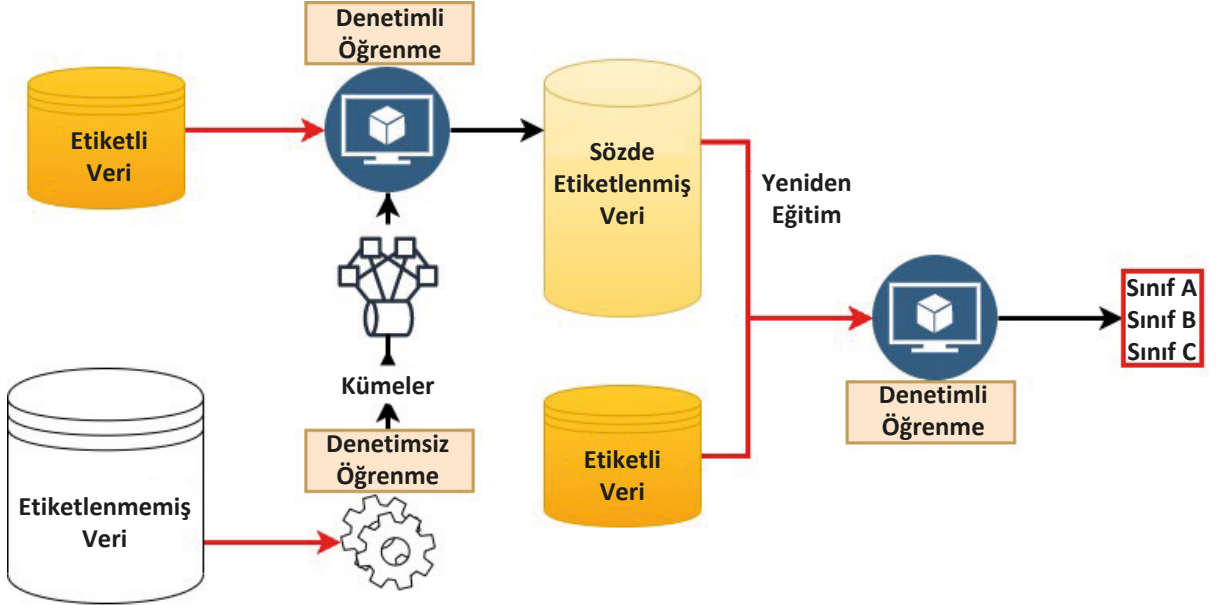 Denetimli
Öğrenme
Etiketli
Veri
Sözde
Etiketlenmiş
Veri
Yeniden
Eğitim
Sınıf A
Sınıf B
Sınıf C
Kümeler
Denetimli
Öğrenme
Denetimsiz
Öğrenme
Etiketli
Veri
Etiketlenmemiş
Veri